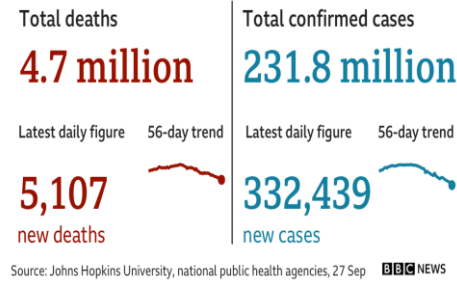 Total deaths
4.7 million
Latest daily figure 56-day trend
5,107
new deaths
Total confirmed cases
231.8 million
Latest daily figure 56-day trend
332,439
new cases
Source: Johns Hopkins University, national public health agencies, 27 Sep BBC NEWS